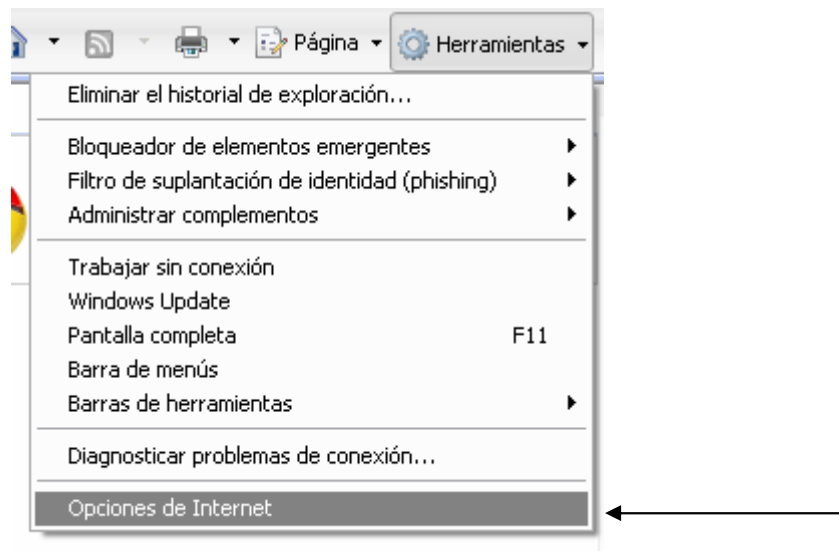 Página Herramientas
Eliminar el historial de exploración...
Bloqueador de elementos emergentes
Filtro de suplantación de identidad (phishing)
Administrar complementos
Trabajar sin conexión
Windows Update
Pantalla completa F11
Barra de menús
Barras de herramientas
Diagnosticar problemas de conexión...
Opciones de Internet